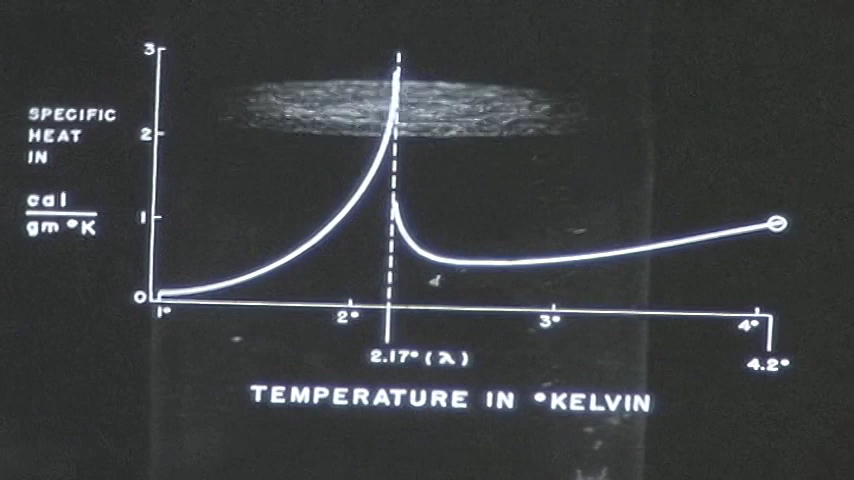 3
SPECIFIC
HEAT
IN
2
cal
gm °K
1
0
1°
2°
3°
4°
2.17° (λ)
4.2°
TEMPERATURE IN °KELVIN